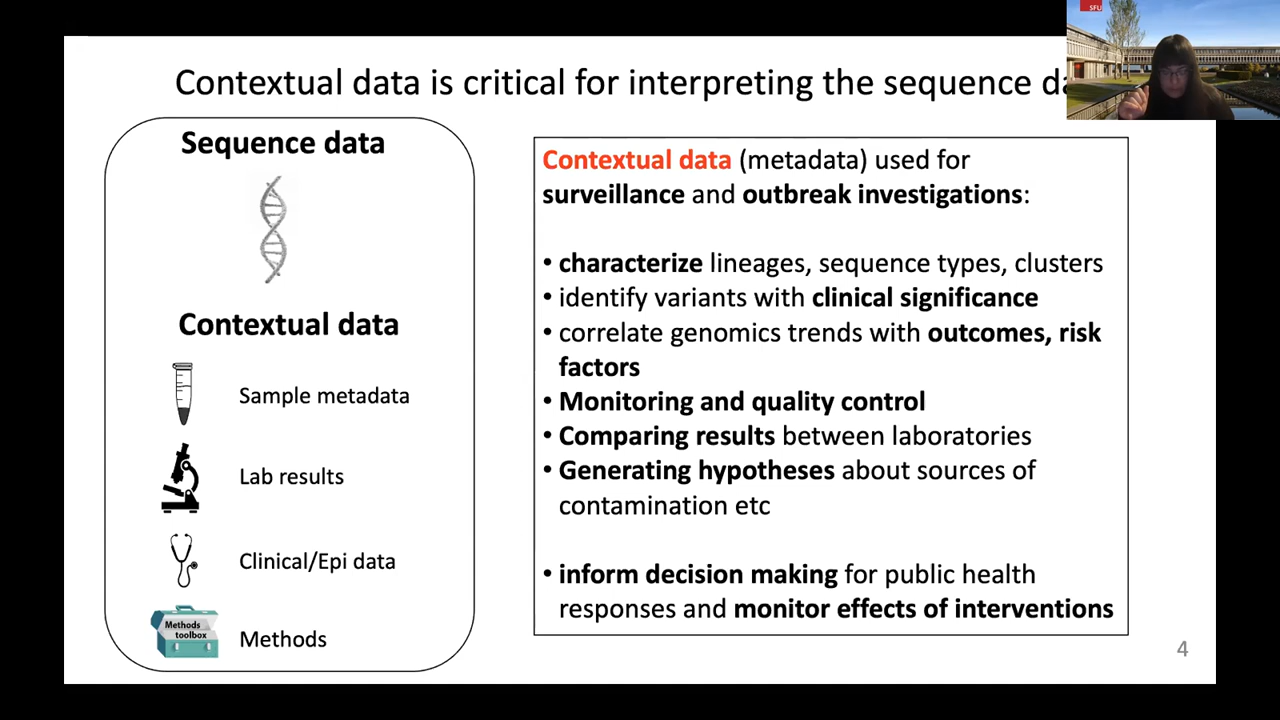 Contextual data is critical for interpreting the sequence
SFU
Sequence data
Contextual data
Sample metadata
Lab results
Clinical/Epi data
Methods toolbox
Methods
Contextual data (metadata) used for
surveillance and outbreak investigations:
• characterize lineages, sequence types, clusters
• identify variants with clinical significance
• correlate genomics trends with outcomes, risk
factors
• Monitoring and quality control
• Comparing results between laboratories
• Generating hypotheses about sources of
contamination etc
• inform decision making for public health
responses and monitor effects of interventions
4